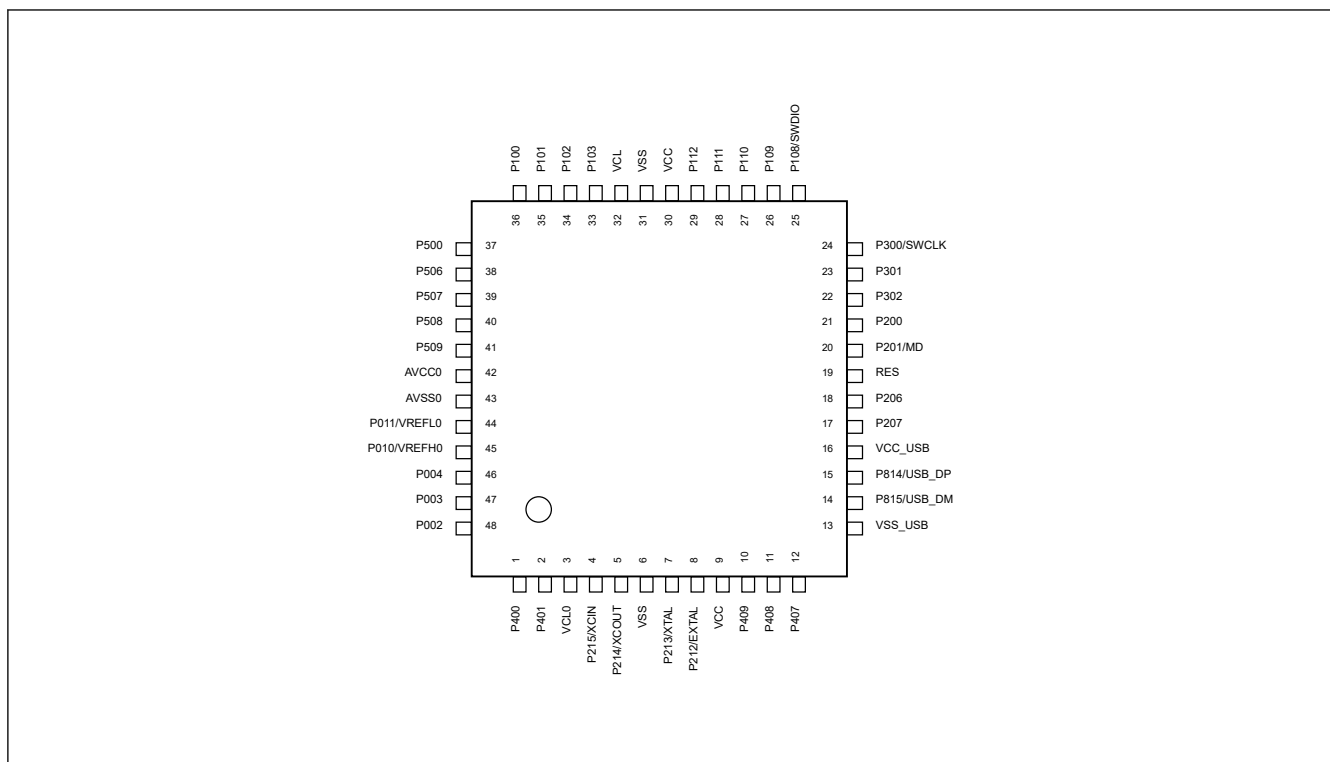 P100
P101
P102
P103
VCL
VSS
VCC
P112
P111
P110
P109
P108/SWDIO
36
35
34
33
32
31
30
29
28
27
26
25
P500 37
P506 38
P507 39
P508 40
P509 41
AVCC0 42
AVSS0 43
P011/VREFL0 44
P010/VREFH0 45
P004 46
P003 47
P002 48
24 P300/SWCLK
23 P301
22 P302
21 P200
20 P201/MD
19 RES
18 P206
17 P207
16 VCC_USB
15 P814/USB_DP
14 P815/USB_DM
13 VSS_USB
1
2
3
4
5
6
7
8
9
10
11
12
P400
P401
VCL0
P215/XCIN
P214/XCOUT
VSS
P213/XTAL
P212/EXTAL
VCC
P409
P408
P407